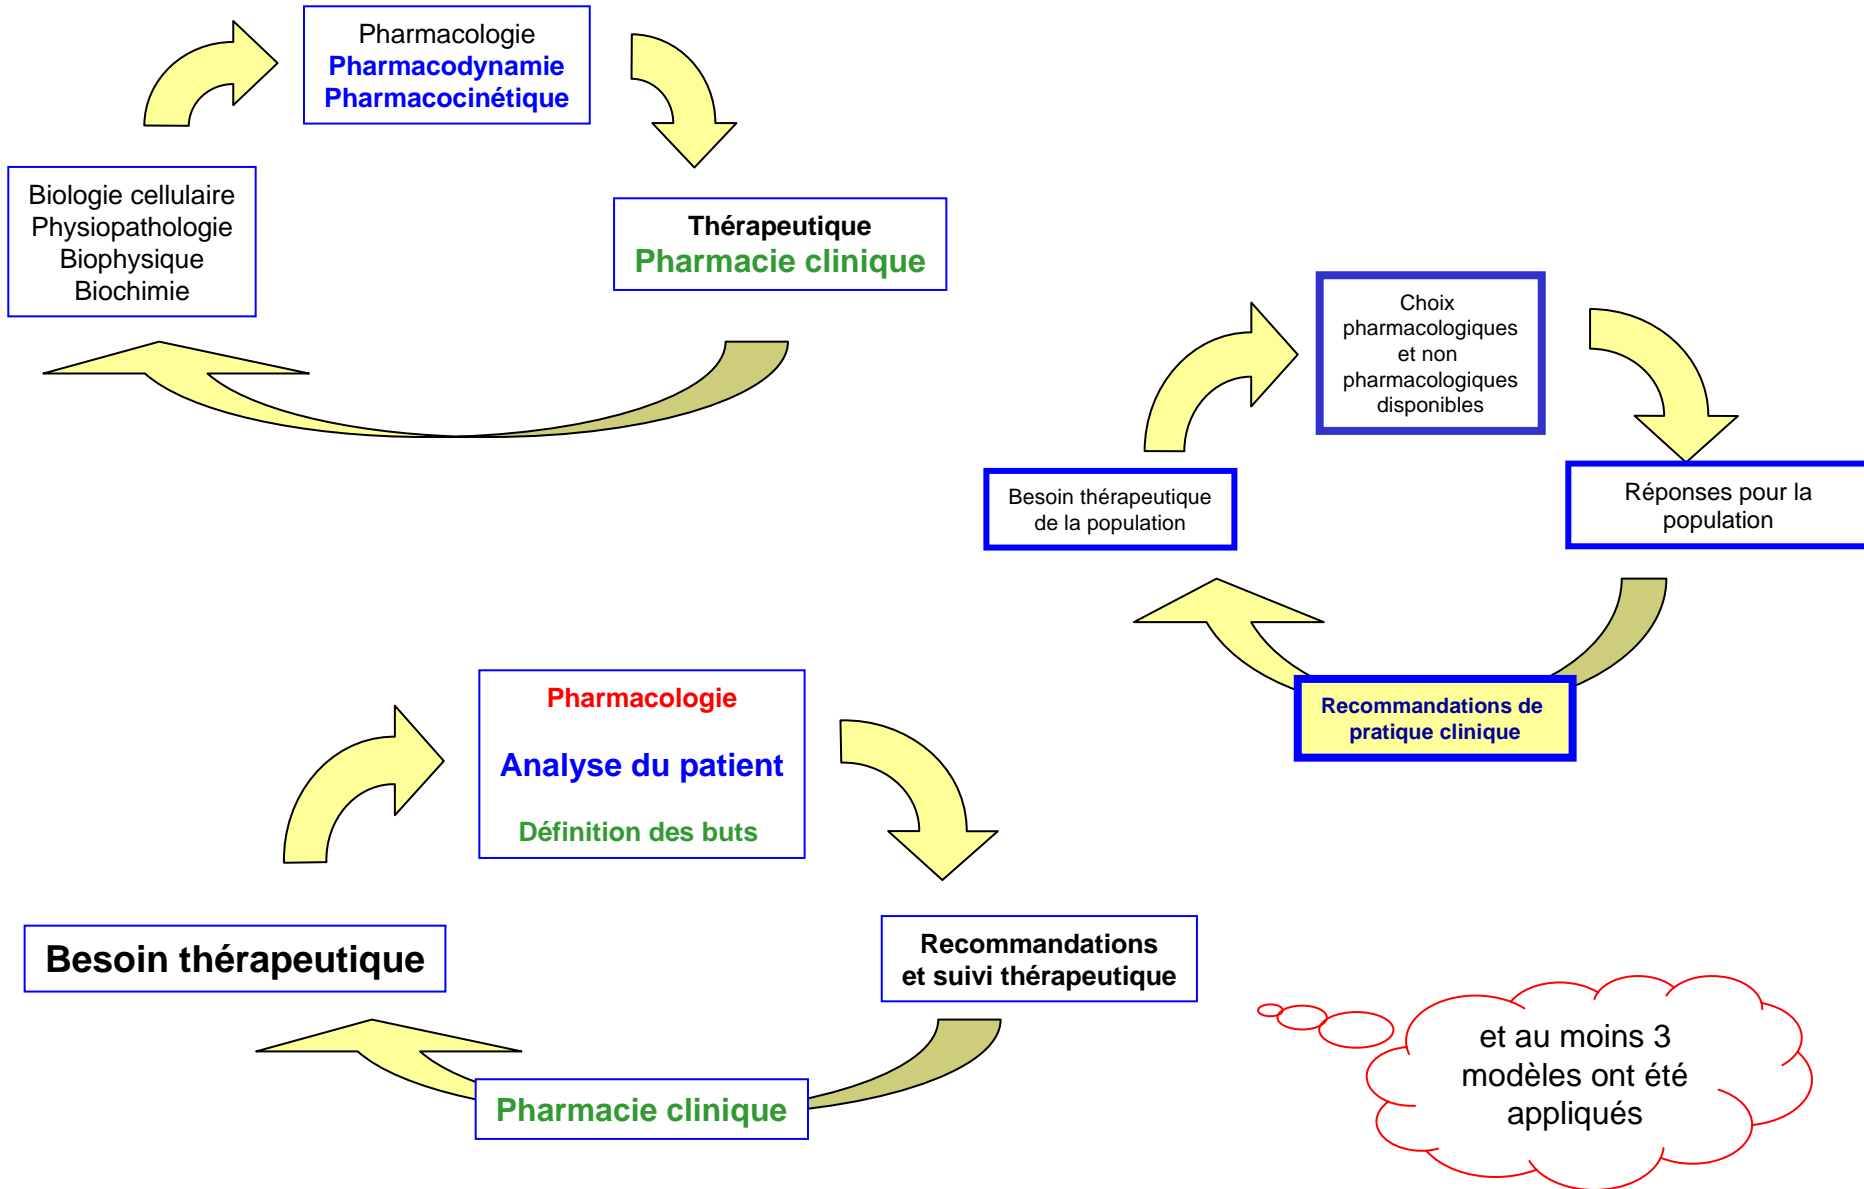 Pharmacologie
Pharmacodynamie
Pharmacocinétique
Biologie cellulaire
Physiopathologie
Biophysique
Biochimie
Thérapeutique
Pharmacie clinique
Choix
pharmacologiques
et non
pharmacologiques
disponibles
Besoin thérapeutique
de la population
Réponses pour la
population
Recommandations de
pratique clinique
Pharmacologie
Analyse du patient
Définition des buts
Besoin thérapeutique
Recommandations
et suivi thérapeutique
Pharmacie clinique
et au moins 3
modèles ont été
appliqués